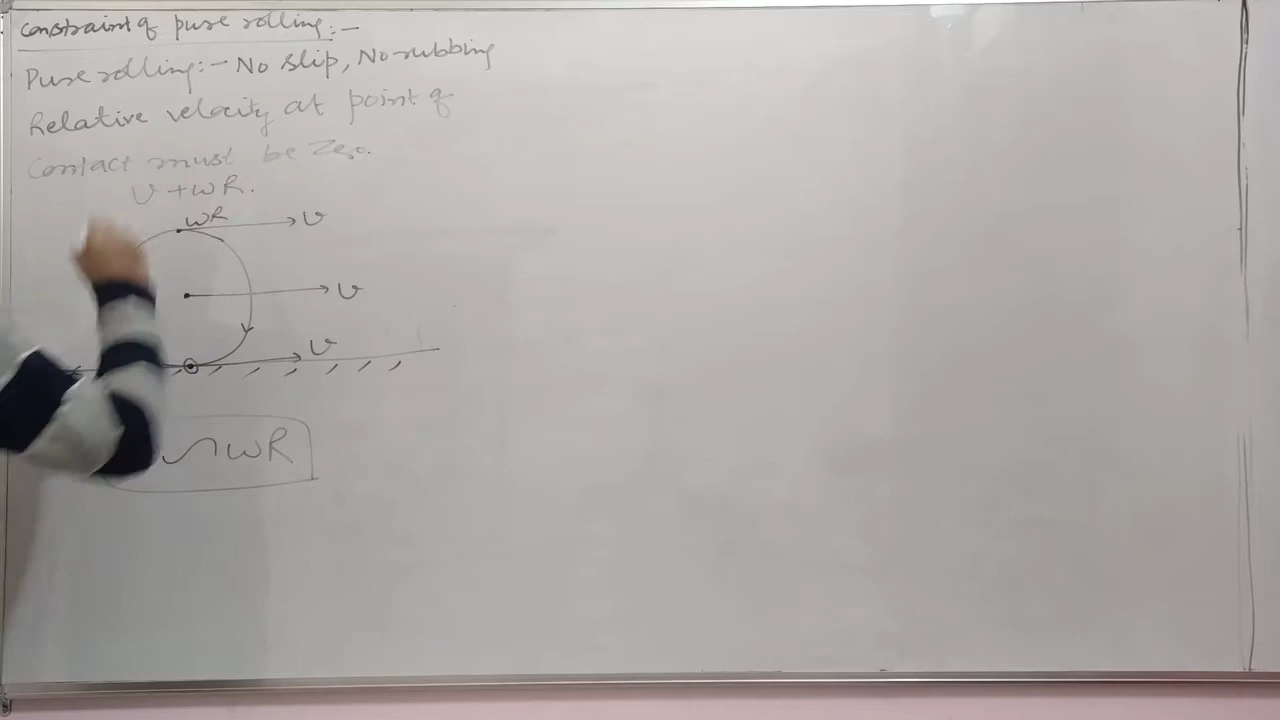 constraint of pure rolling:-
Pure rolling:- No slip, No rubbing
Relative velocity at point of
Contact must be Zero.
v + ωR.
ωR v
v
v
ωR